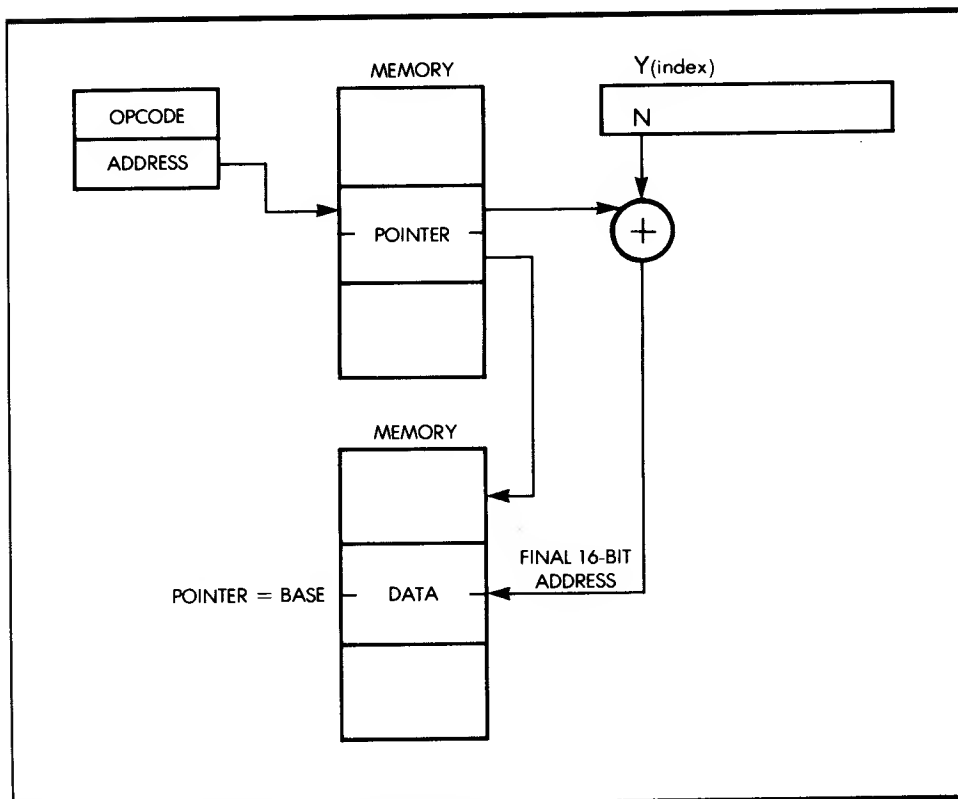 MEMORY
Y(index)
OPCODE
N
ADDRESS
POINTER
+
MEMORY
FINAL 16-BIT
ADDRESS
POINTER = BASE
DATA